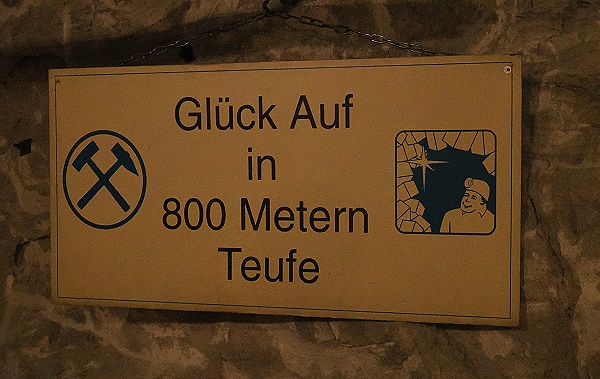 Glück Auf
in
800 Metern
Teufe